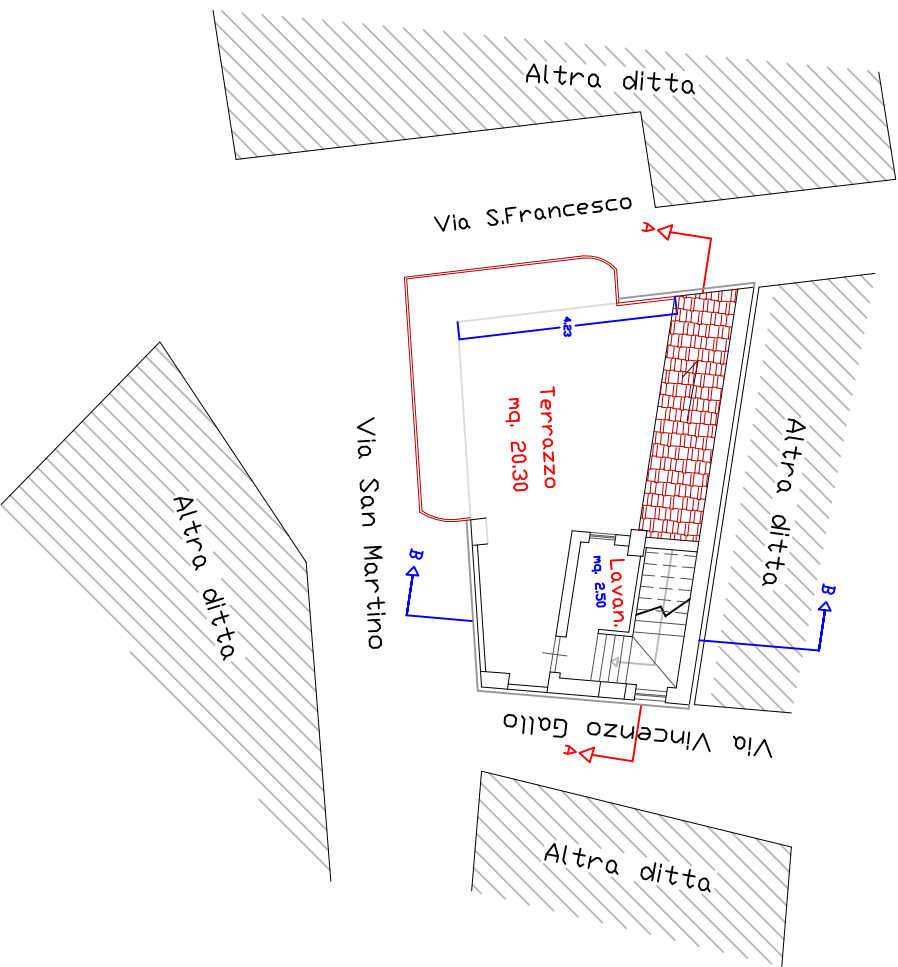 Altra ditta
Via S.Francesco
A
4.23
Terrazzo
mq. 20.30
Via San Martino
Altra ditta
Altra ditta
B
Lavan.
mq. 2.50
B
Via Vincenzo Gallo
A
Altra ditta